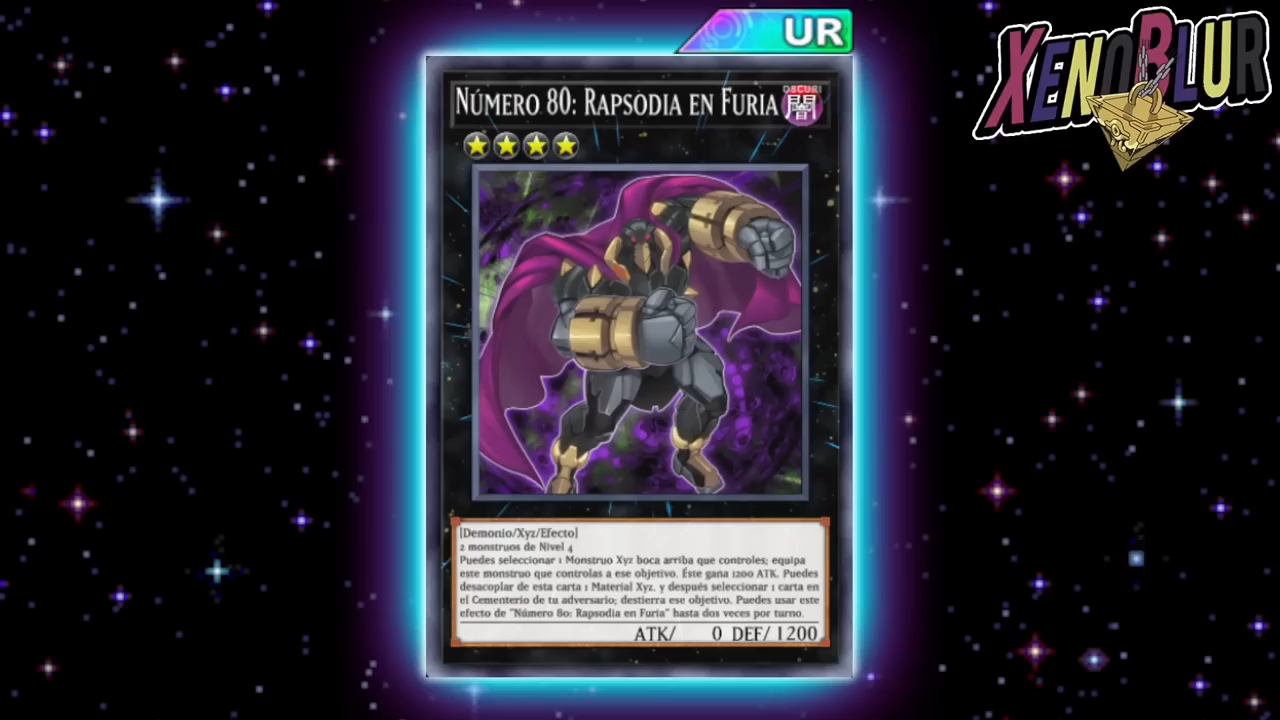 UR
XENOBLUR
NÚMERO 80: RAPSODIA EN FURIA
OSCURI
闇
[Demonio/Xyz/Efecto]
2 monstruos de Nivel 4
Puedes seleccionar 1 Monstruo Xyz boca arriba que controles; equipa
este monstruo que controlas a ese objetivo. Éste gana 1200 ATK. Puedes
desacoplar de esta carta 1 Material Xyz, y después seleccionar 1 carta en
el Cementerio de tu adversario; destierra ese objetivo. Puedes usar este
efecto de "Número 80: Rapsodia en Furia" hasta dos veces por turno.
ATK/ 0 DEF/ 1200